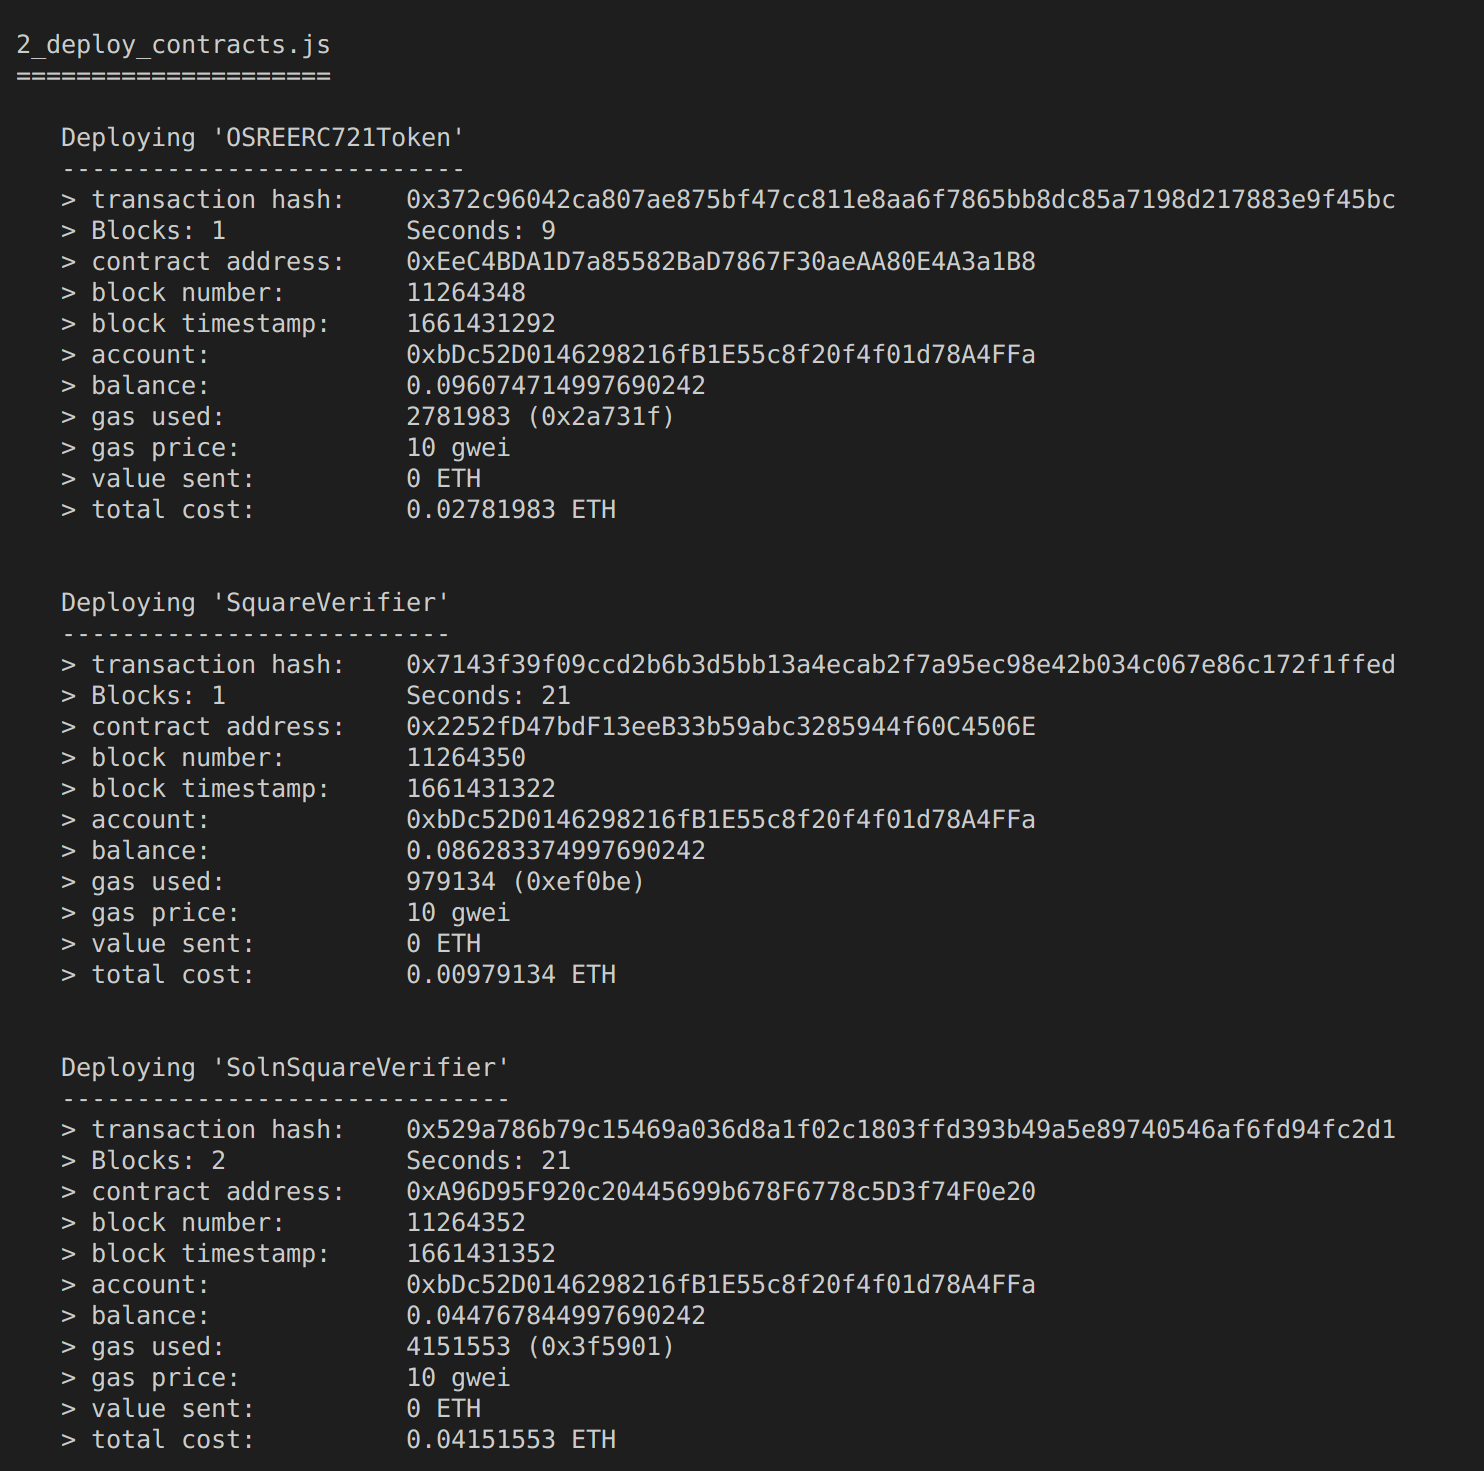 2_deploy_contracts.js
=====================
Deploying 'OSREERC721Token'
---------------------------
> transaction hash:    0x372c96042ca807ae875bf47cc811e8aa6f7865bb8dc85a7198d217883e9f45bc
> Blocks: 1            Seconds: 9
> contract address:    0xEeC4BDA1D7a85582BaD7867F30aeAA80E4A3a1B8
> block number:        11264348
> block timestamp:     1661431292
> account:             0xbDc52D0146298216fB1E55c8f20f4f01d78A4FFa
> balance:             0.096074714997690242
> gas used:            2781983 (0x2a731f)
> gas price:           10 gwei
> value sent:          0 ETH
> total cost:          0.02781983 ETH
Deploying 'SquareVerifier'
--------------------------
> transaction hash:    0x7143f39f09ccd2b6b3d5bb13a4ecab2f7a95ec98e42b034c067e86c172f1ffed
> Blocks: 1            Seconds: 21
> contract address:    0x2252fD47bdF13eeB33b59abc3285944f60C4506E
> block number:        11264350
> block timestamp:     1661431322
> account:             0xbDc52D0146298216fB1E55c8f20f4f01d78A4FFa
> balance:             0.086283374997690242
> gas used:            979134 (0xef0be)
> gas price:           10 gwei
> value sent:          0 ETH
> total cost:          0.00979134 ETH
Deploying 'SolnSquareVerifier'
------------------------------
> transaction hash:    0x529a786b79c15469a036d8a1f02c1803ffd393b49a5e89740546af6fd94fc2d1
> Blocks: 2            Seconds: 21
> contract address:    0xA96D95F920c20445699b678F6778c5D3f74F0e20
> block number:        11264352
> block timestamp:     1661431352
> account:             0xbDc52D0146298216fB1E55c8f20f4f01d78A4FFa
> balance:             0.044767844997690242
> gas used:            4151553 (0x3f5901)
> gas price:           10 gwei
> value sent:          0 ETH
> total cost:          0.04151553 ETH